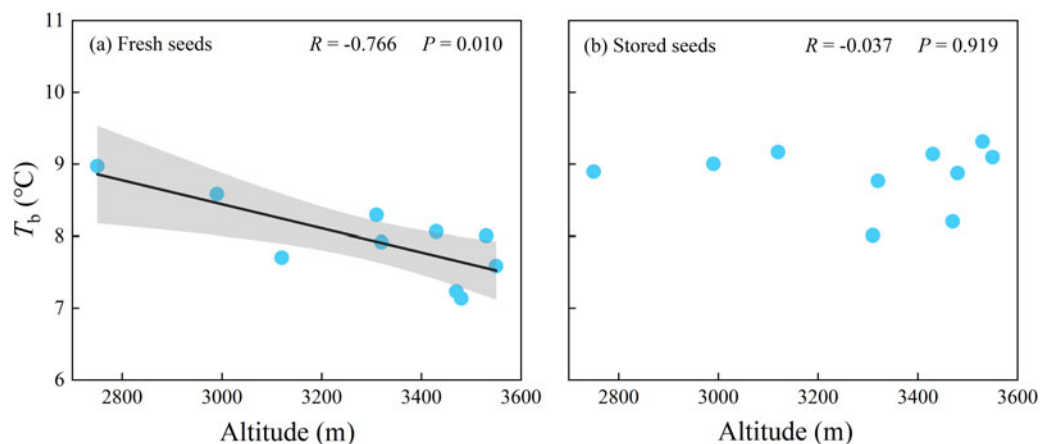 (a) Fresh seeds R = -0.766 P = 0.010
(b) Stored seeds R = -0.037 P = 0.919
11
10
9
8
7
6
Tb (°C)
2800 3000 3200 3400 3600
2800 3000 3200 3400 3600
Altitude (m)
Altitude (m)